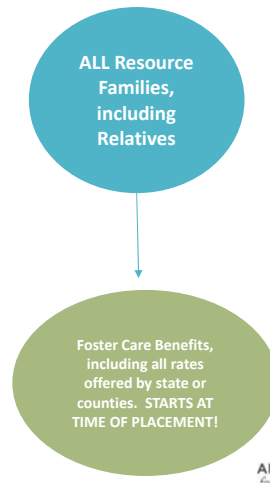 ALL Resource
Families,
including
Relatives
Foster Care Benefits,
including all rates
offered by state or
counties.  STARTS AT
TIME OF PLACEMENT!